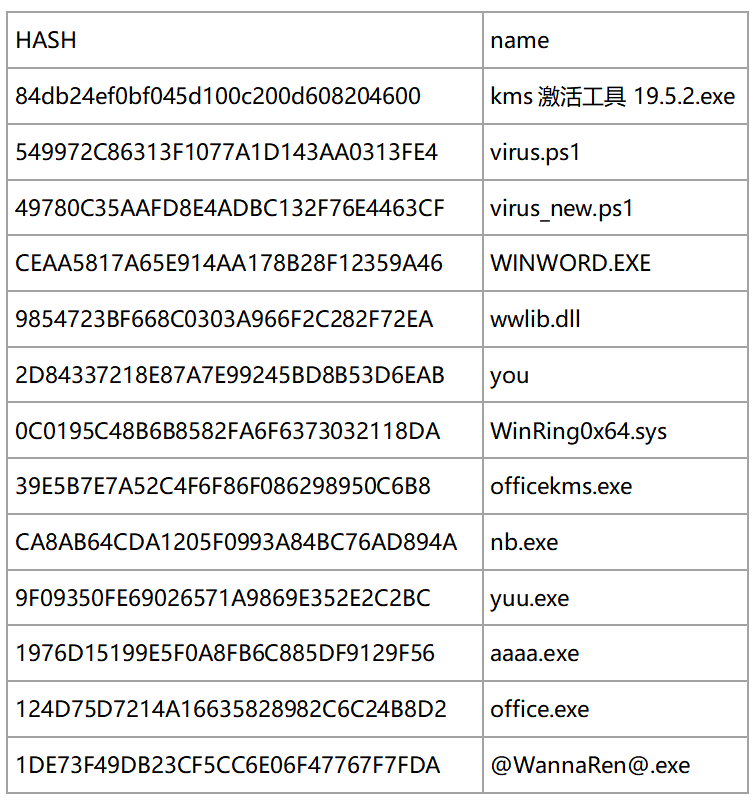 HASH name
84db24ef0bf045d100c200d608204600 kms 激活工具 19.5.2.exe
549972C86313F1077A1D143AA0313FE4 virus.ps1
49780C35AAFD8E4ADBC132F76E4463CF virus_new.ps1
CEAA5817A65E914AA178B28F12359A46 WINWORD.EXE
9854723BF668C0303A966F2C282F72EA wwlib.dll
2D84337218E87A7E99245BD8B53D6EAB you
0C0195C48B6B8582FA6F6373032118DA WinRing0x64.sys
39E5B7E7A52C4F6F86F086298950C6B8 officekms.exe
CA8AB64CDA1205F0993A84BC76AD894A nb.exe
9F09350FE69026571A9869E352E2C2BC yuu.exe
1976D15199E5F0A8FB6C885DF9129F56 aaaa.exe
124D75D7214A16635828982C6C24B8D2 office.exe
1DE73F49DB23CF5CC6E06F47767F7FDA @WannaRen@.exe